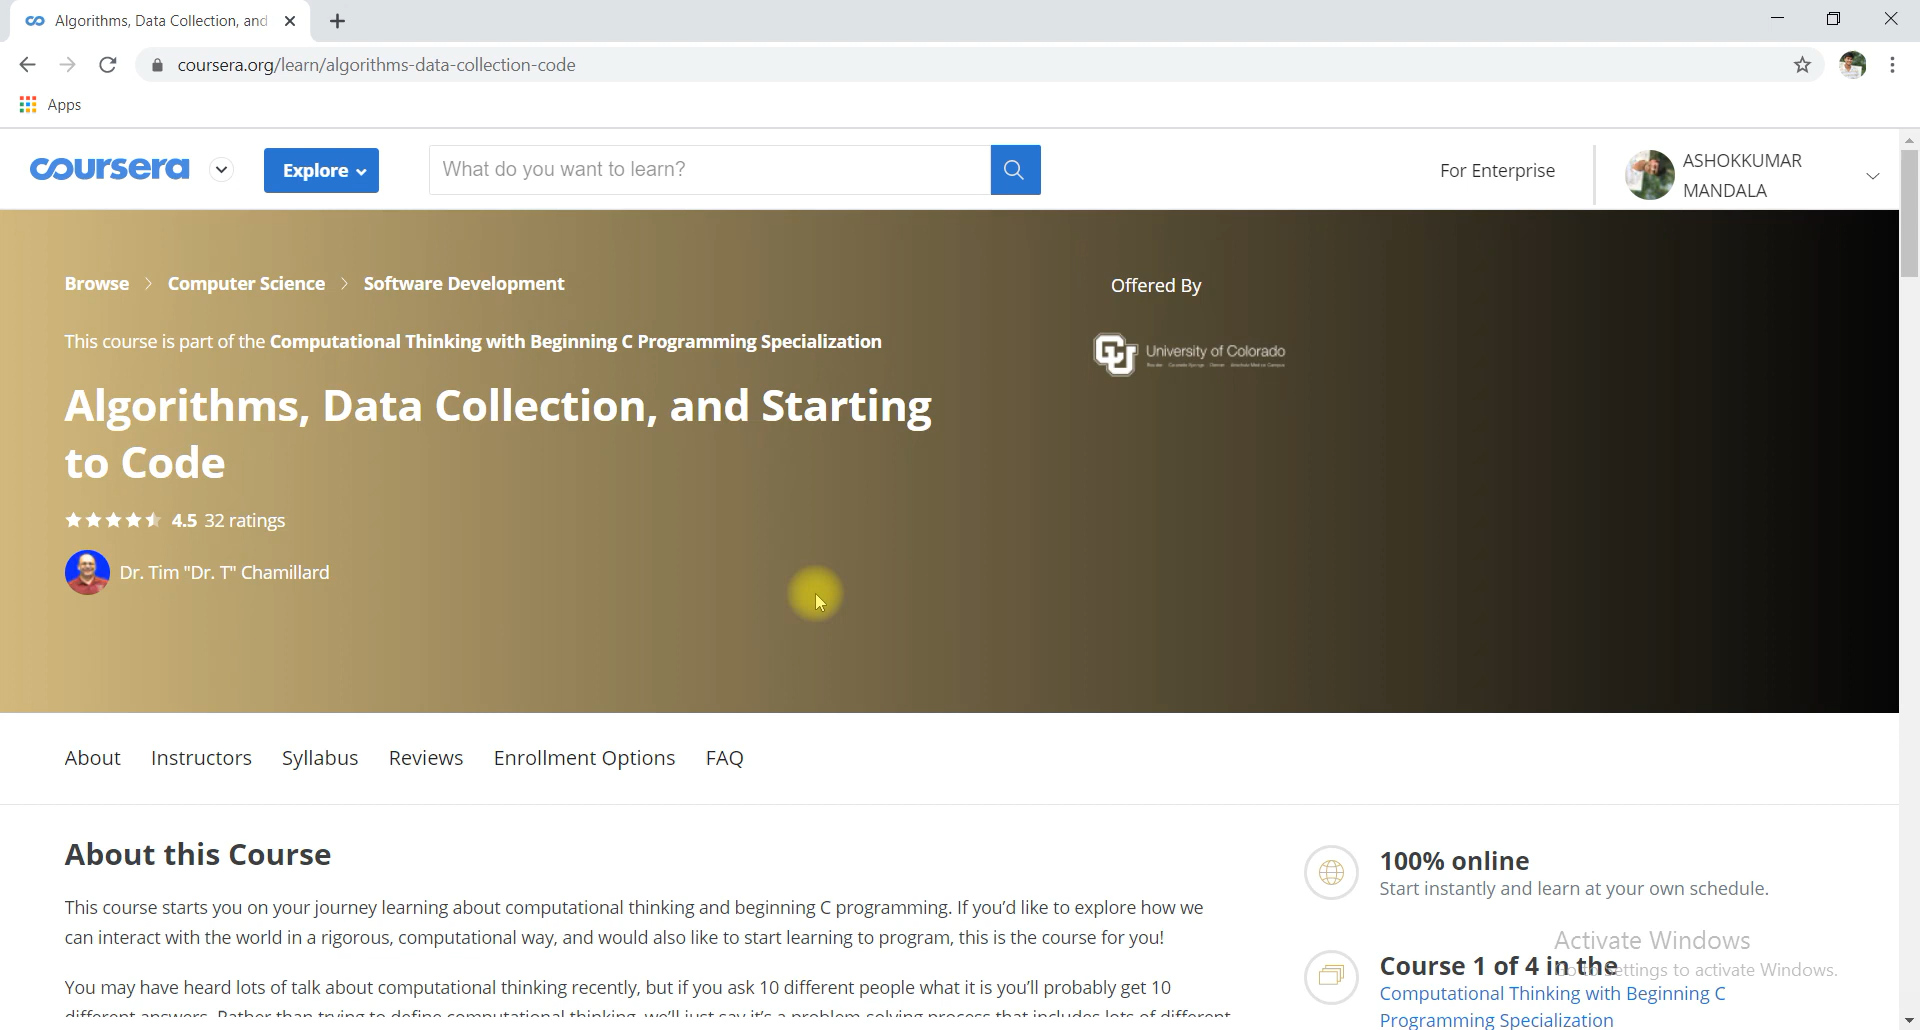 Algorithms, Data Collection, and
coursera.org/learn/algorithms-data-collection-code
Apps
coursera
Explore
What do you want to learn?
For Enterprise
ASHOKKUMAR
MANDALA
Browse > Computer Science > Software Development
Offered By
This course is part of the Computational Thinking with Beginning C Programming Specialization
University of Colorado
Boulder Colorado Springs Denver Anschutz Medical Campus
Algorithms, Data Collection, and Starting
to Code
4.5 32 ratings
Dr. Tim "Dr. T" Chamillard
About Instructors Syllabus Reviews Enrollment Options FAQ
About this Course
This course starts you on your journey learning about computational thinking and beginning C programming. If you'd like to explore how we
can interact with the world in a rigorous, computational way, and would also like to start learning to program, this is the course for you!
You may have heard lots of talk about computational thinking recently, but if you ask 10 different people what it is you'll probably get 10
different answers. Rather than trying to define computational thinking, we'll just say it's a problem-solving process that includes lots of different
100% online
Start instantly and learn at your own schedule.
Activate Windows
Go to Settings to activate Windows.
Course 1 of 4 in the
Computational Thinking with Beginning C
Programming Specialization